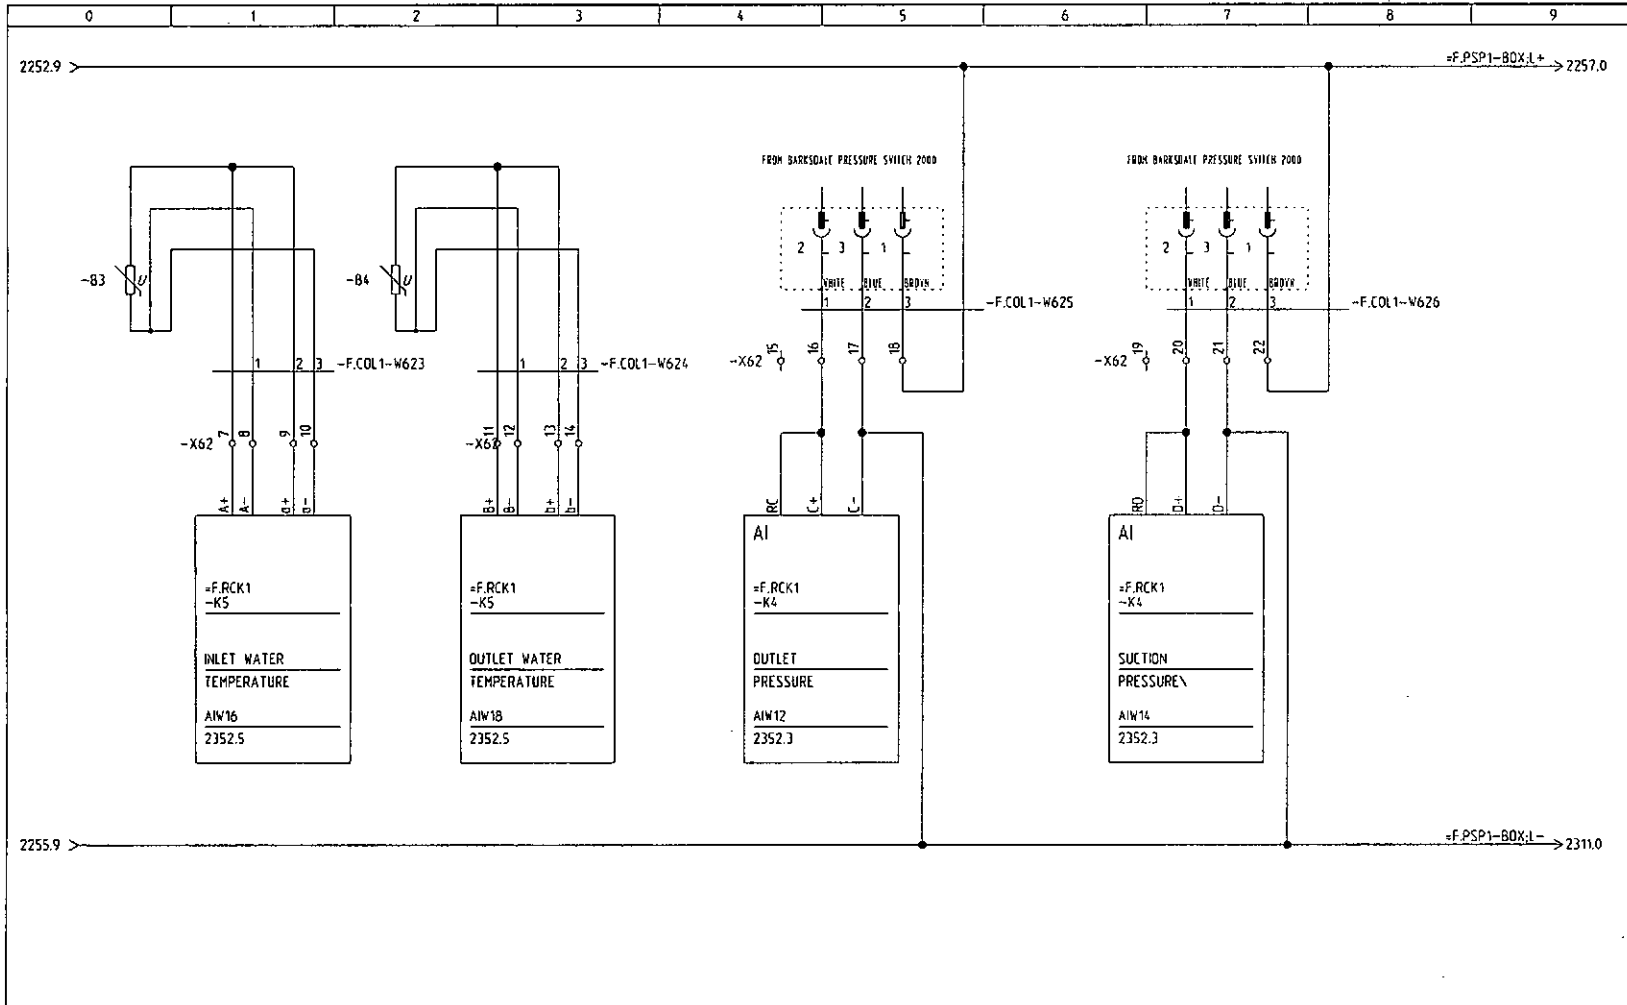 0 1 2 3 4 5 6 7 8 9
2252.9
=F.PSP1-BOX;L+
2257.0
FROM BARKSDALE PRESSURE SVITCH 2000
FROM BARKSDALE PRESSURE SVITCH 2000
2 3 1
2 3 1
-B3
-B4
WHITE BLUE BROVN
WHITE BLUE BROVN
1 2 3
-F.COL1-W625
1 2 3
-F.COL1-W626
1 2 3
-F.COL1-W623
1 2 3
-F.COL1-W624
-X62 15 16 17 18
-X62 19 20 21 22
-X62 7 8 9 10
-X62 11 12 13 14
A+ A- a+ a-
B+ B- b+ b-
RC C+ C-
RD D+ D-
=F.RCK1
-K5
INLET WATER
TEMPERATURE
AIW16
2352.5
=F.RCK1
-K5
OUTLET WATER
TEMPERATURE
AIW18
2352.5
AI
=F.RCK1
-K4
OUTLET
PRESSURE
AIW12
2352.3
AI
=F.RCK1
-K4
SUCTION
PRESSURE\
AIW14
2352.3
2255.9
=F.PSP1-BOX;L-
2311.0